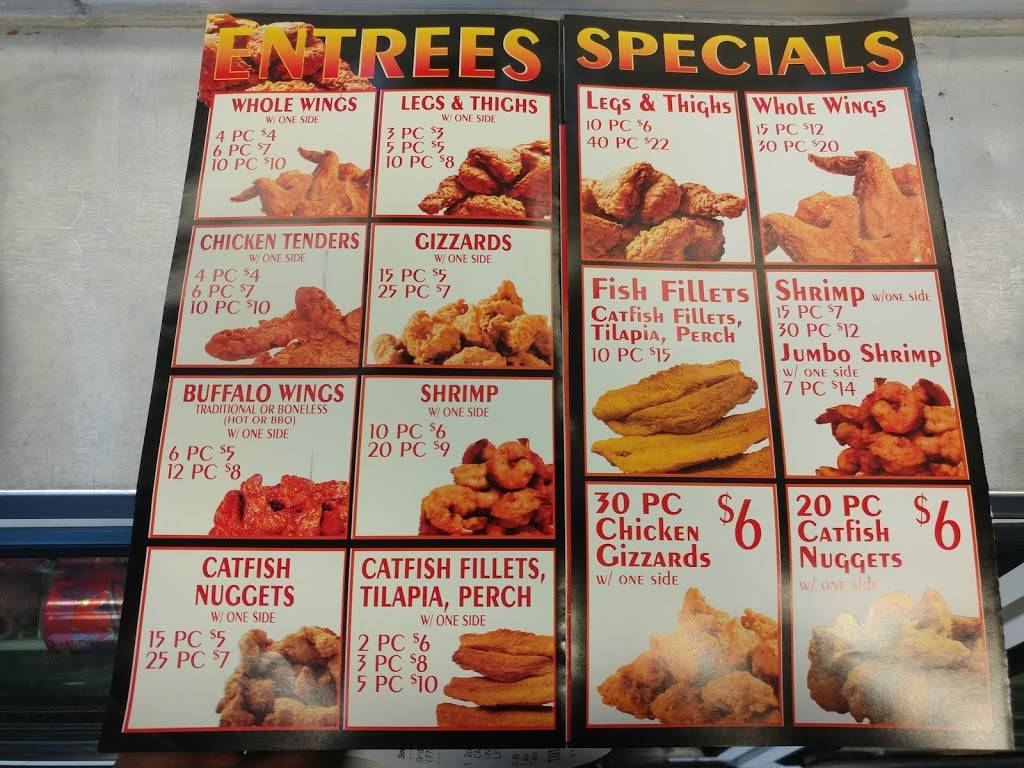 ENTREES
WHOLE WINGS
W/ ONE SIDE
4 PC $4
6 PC $7
10 PC $10
LEGS & THIGHS
W/ ONE SIDE
3 PC $3
5 PC $5
10 PC $8
CHICKEN TENDERS
W/ ONE SIDE
4 PC $4
6 PC $7
10 PC $10
GIZZARDS
W/ ONE SIDE
15 PC $5
25 PC $7
BUFFALO WINGS
TRADITIONAL OR BONELESS
(HOT OR BBQ)
W/ ONE SIDE
6 PC $5
12 PC $8
SHRIMP
W/ ONE SIDE
10 PC $6
20 PC $9
CATFISH
NUGGETS
W/ ONE SIDE
15 PC $5
25 PC $7
CATFISH FILLETS,
TILAPIA, PERCH
W/ ONE SIDE
2 PC $6
3 PC $8
5 PC $10
SPECIALS
Legs & Thighs
10 PC $6
40 PC $22
Whole Wings
15 PC $12
30 PC $20
Fish Fillets
Catfish Fillets,
Tilapia, Perch
10 PC $15
Shrimp w/one side
15 PC $7
30 PC $12
Jumbo Shrimp
w/ one side
7 PC $14
30 PC $6
Chicken
Gizzards
w/ one side
20 PC $6
Catfish
Nuggets
w/ one side